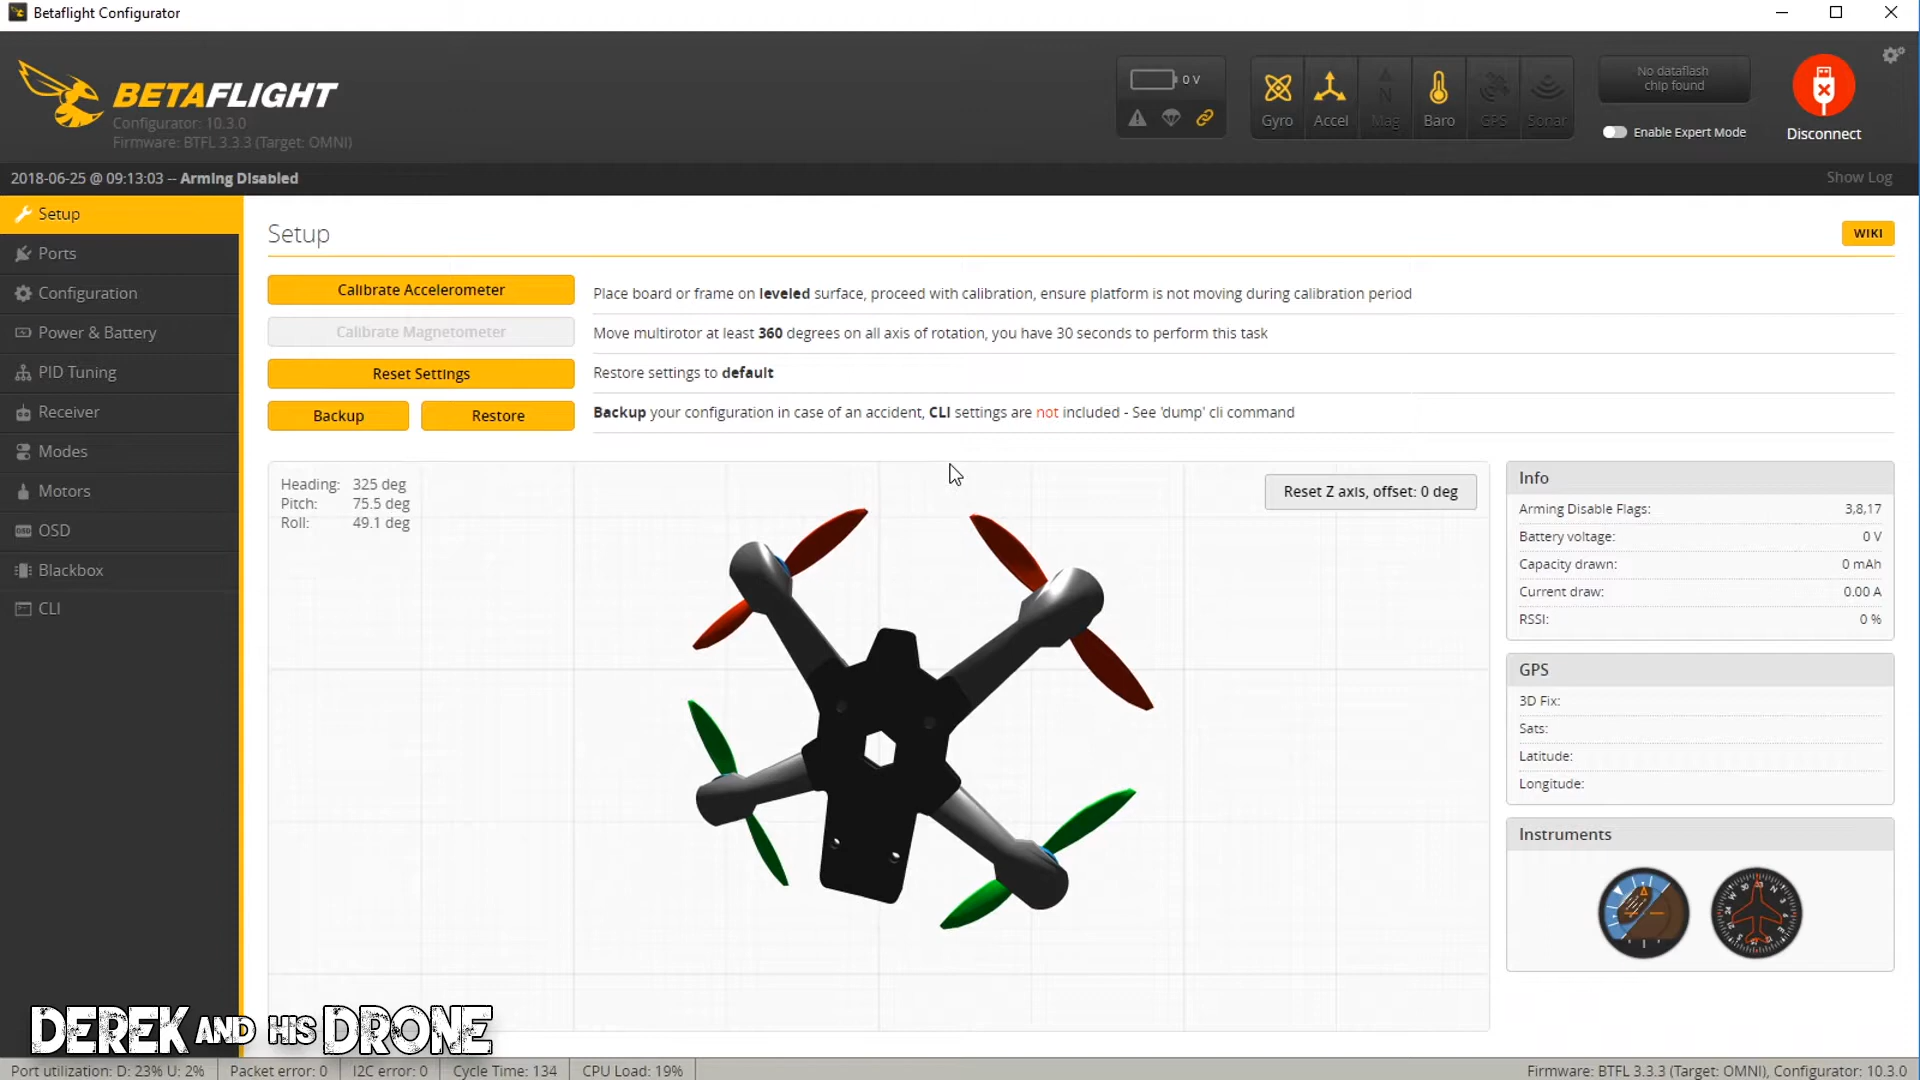 Betaflight Configurator
BETAFLIGHT
Configurator: 10.3.0
Firmware: BTFL 3.3.3 (Target: OMNI)
0 V
Gyro
Accel
Mag
Baro
GPS
Sonar
No dataflash
chip found
Enable Expert Mode
Disconnect
2018-06-25 @ 09:13:03 -- Arming Disabled
Show Log
Setup
Ports
Configuration
Power & Battery
PID Tuning
Receiver
Modes
Motors
OSD
Blackbox
CLI
Setup
WIKI
Calibrate Accelerometer
Place board or frame on leveled surface, proceed with calibration, ensure platform is not moving during calibration period
Calibrate Magnetometer
Move multirotor at least 360 degrees on all axis of rotation, you have 30 seconds to perform this task
Reset Settings
Restore settings to default
Backup
Restore
Backup your configuration in case of an accident, CLI settings are not included - See 'dump' cli command
Heading: 325 deg
Pitch: 75.5 deg
Roll: 49.1 deg
Reset Z axis, offset: 0 deg
Info
Arming Disable Flags: 3,8,17
Battery voltage: 0 V
Capacity drawn: 0 mAh
Current draw: 0.00 A
RSSI: 0 %
GPS
3D Fix:
Sats:
Latitude:
Longitude:
Instruments
DEREK AND HIS DRONE
Port utilization: D: 23% U: 2%
Packet error: 0
I2C error: 0
Cycle Time: 134
CPU Load: 19%
Firmware: BTFL 3.3.3 (Target: OMNI), Configurator: 10.3.0